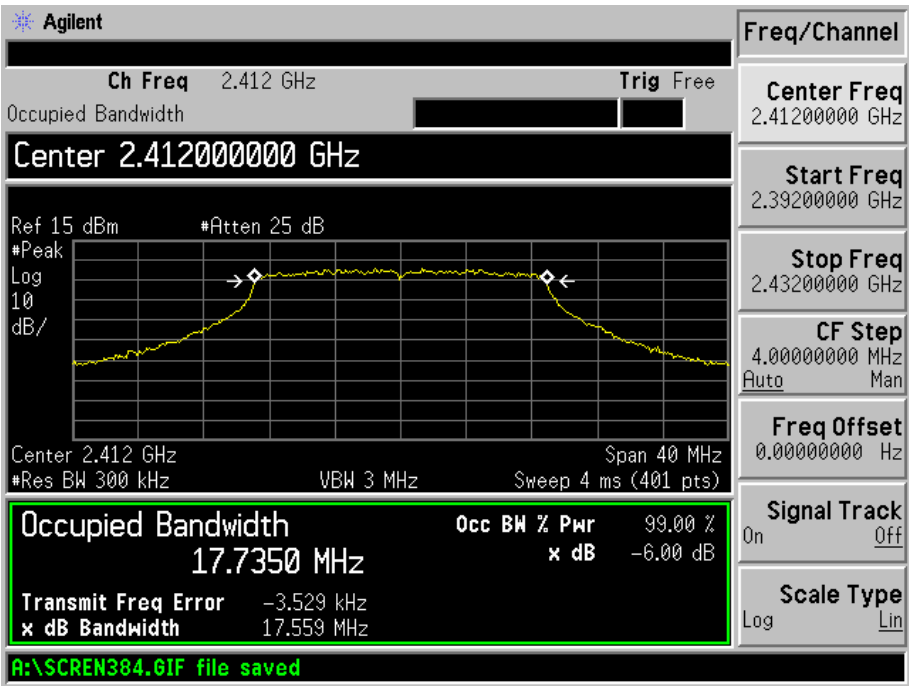 Agilent
Freq/Channel
Ch Freq 2.412 GHz Trig Free
Occupied Bandwidth
Center 2.412000000 GHz
Ref 15 dBm #Atten 25 dB
#Peak
Log
10
dB/
Center 2.412 GHz Span 40 MHz
#Res BW 300 kHz VBW 3 MHz Sweep 4 ms (401 pts)
Occupied Bandwidth
17.7350 MHz
Occ BW % Pwr 99.00 %
x dB -6.00 dB
Transmit Freq Error -3.529 kHz
x dB Bandwidth 17.559 MHz
A:\SCREN384.GIF file saved
Center Freq
2.41200000 GHz
Start Freq
2.39200000 GHz
Stop Freq
2.43200000 GHz
CF Step
4.00000000 MHz
Auto Man
Freq Offset
0.00000000 Hz
Signal Track
On Off
Scale Type
Log Lin